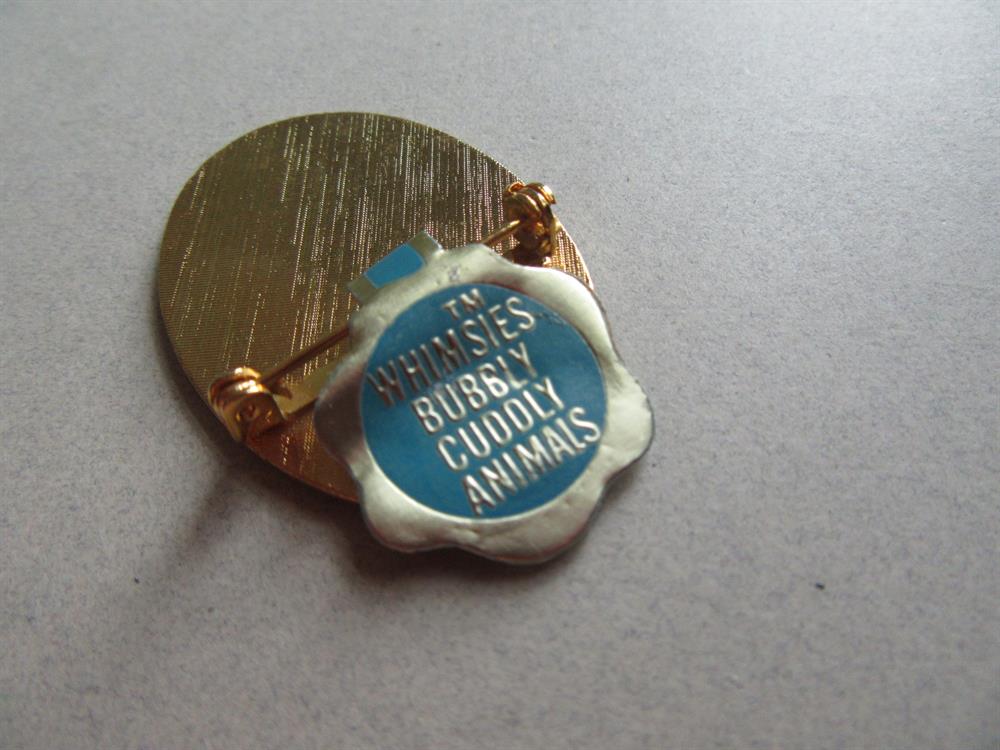 TM
WHIMSIES
BUBBLY
CUDDLY
ANIMALS